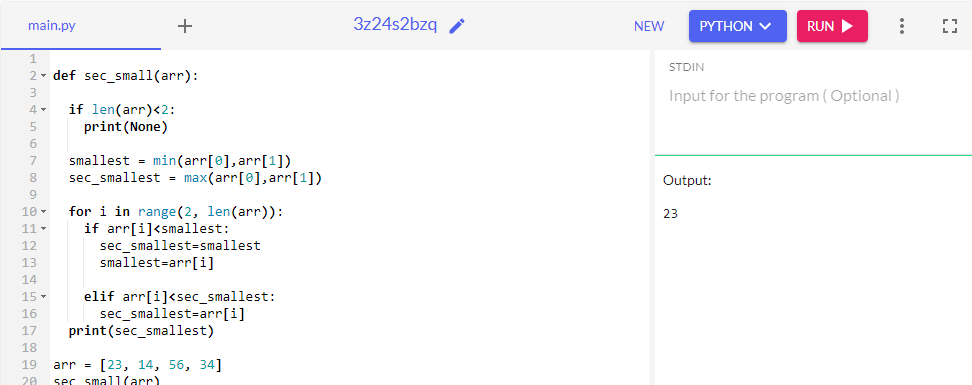 main.py + 3z24s2bzq NEW PYTHON RUN
STDIN
Input for the program ( Optional )
Output:
23
1
2 def sec_small(arr):
3
4   if len(arr)<2:
5     print(None)
6
7   smallest = min(arr[0],arr[1])
8   sec_smallest = max(arr[0],arr[1])
9
10   for i in range(2, len(arr)):
11     if arr[i]<smallest:
12       sec_smallest=smallest
13       smallest=arr[i]
14
15     elif arr[i]<sec_smallest:
16       sec_smallest=arr[i]
17   print(sec_smallest)
18
19 arr = [23, 14, 56, 34]
20 sec_small(arr)